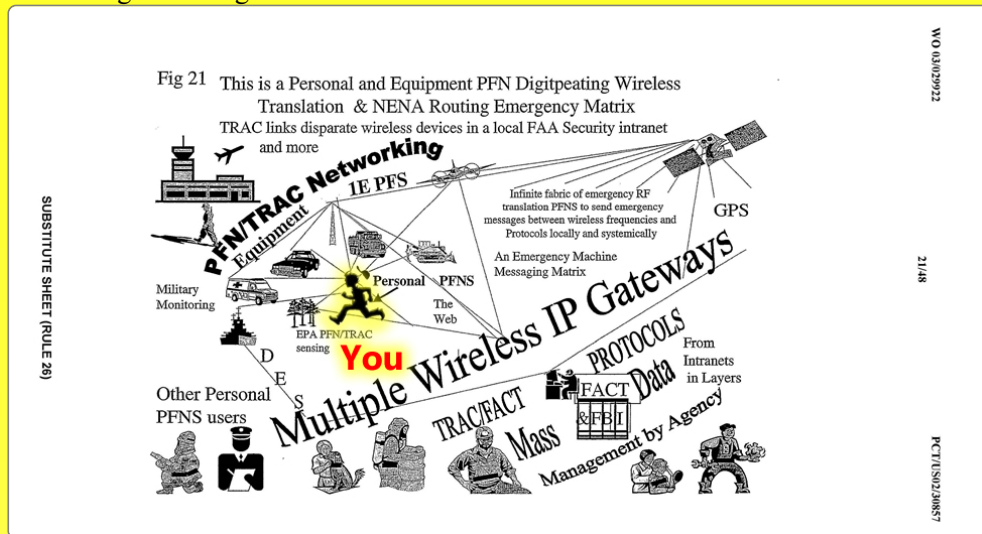 WO 03/029922
21/48
PCT/US02/30857
SUBSTITUTE SHEET (RULE 26)
Fig 21 This is a Personal and Equipment PFN Digitpeating Wireless
Translation & NENA Routing Emergency Matrix
TRAC links disparate wireless devices in a local FAA Security intranet
and more
PFN/TRAC Networking
1E PFS
Equipment
Infinite fabric of emergency RF
translation PFNS to send emergency
messages between wireless frequencies and
Protocols locally and systemically
GPS
An Emergency Machine
Messaging Matrix
Personal PFNS
Military
Monitoring
The
Web
EPA PFN/TRAC
sensing
You
D
E
S
Multiple Wireless IP Gateways
Other Personal
PFNS users
PROTOCOLS
From
Intranets
in Layers
TRAC/FACT
FACT
& FBI
Data
Mass
Management by Agency